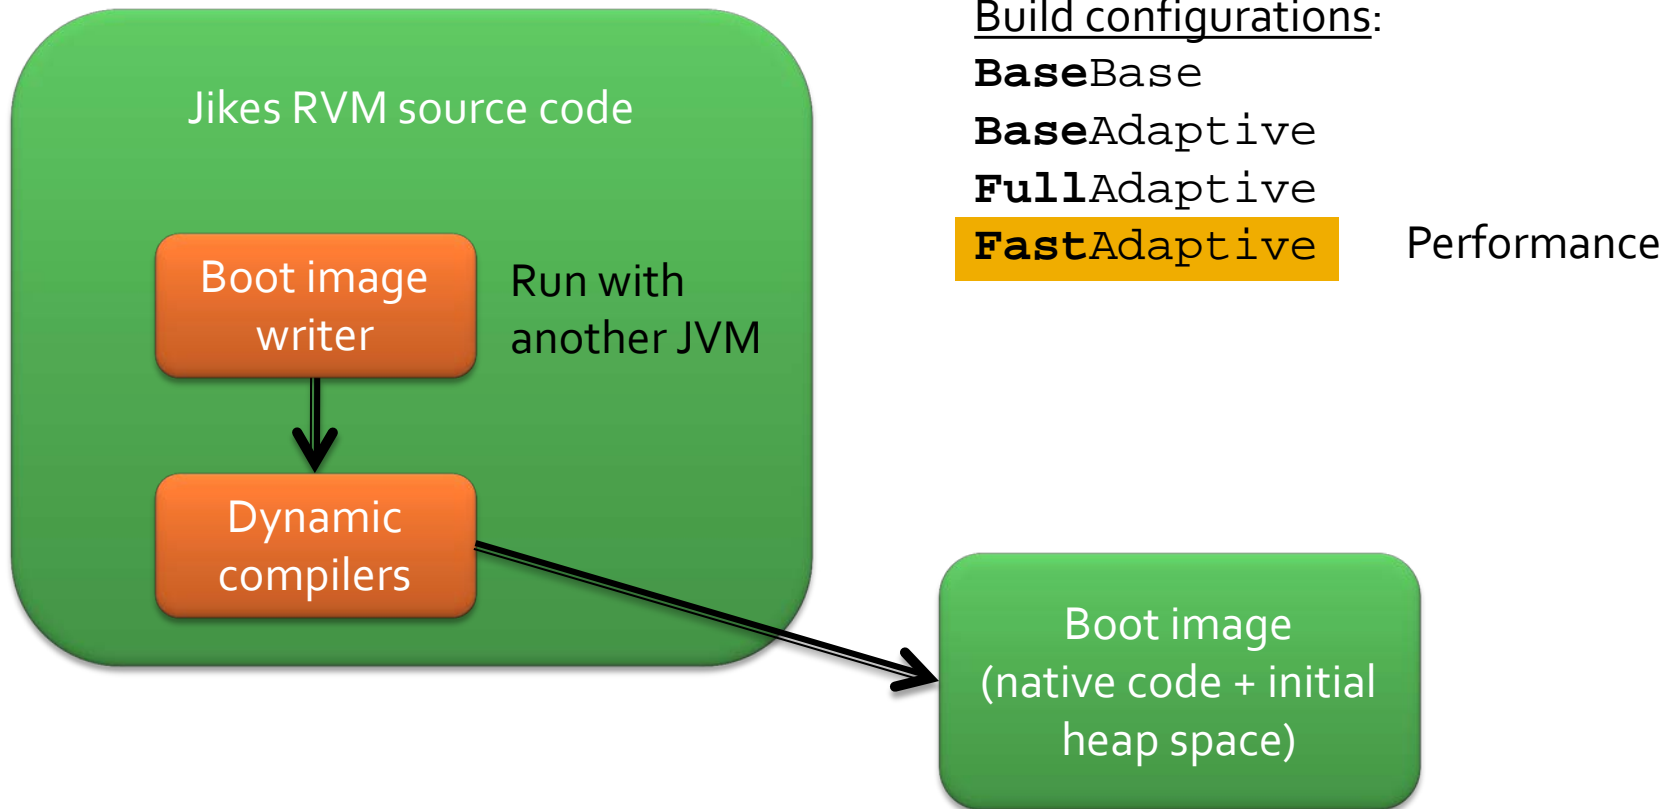 Jikes RVM source code
Boot image
writer
Run with
another JVM
Dynamic
compilers
Build configurations:
BaseBase
BaseAdaptive
FullAdaptive
FastAdaptive
Performance
Boot image
(native code + initial
heap space)